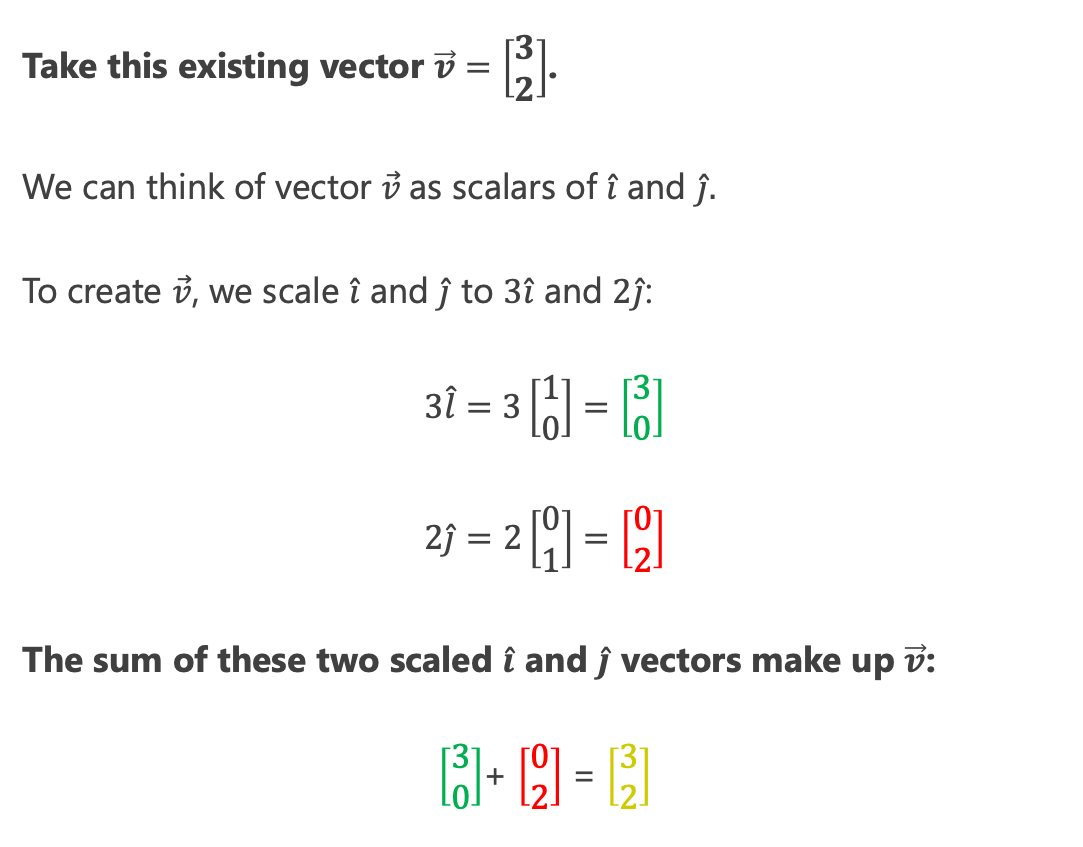 Take this existing vector v⃗ = [3 2].
We can think of vector v⃗ as scalars of î and ĵ.
To create v⃗, we scale î and ĵ to 3î and 2ĵ:
3î = 3 [1 0] = [3 0]
2ĵ = 2 [0 1] = [0 2]
The sum of these two scaled î and ĵ vectors make up v⃗:
[3 0] + [0 2] = [3 2]